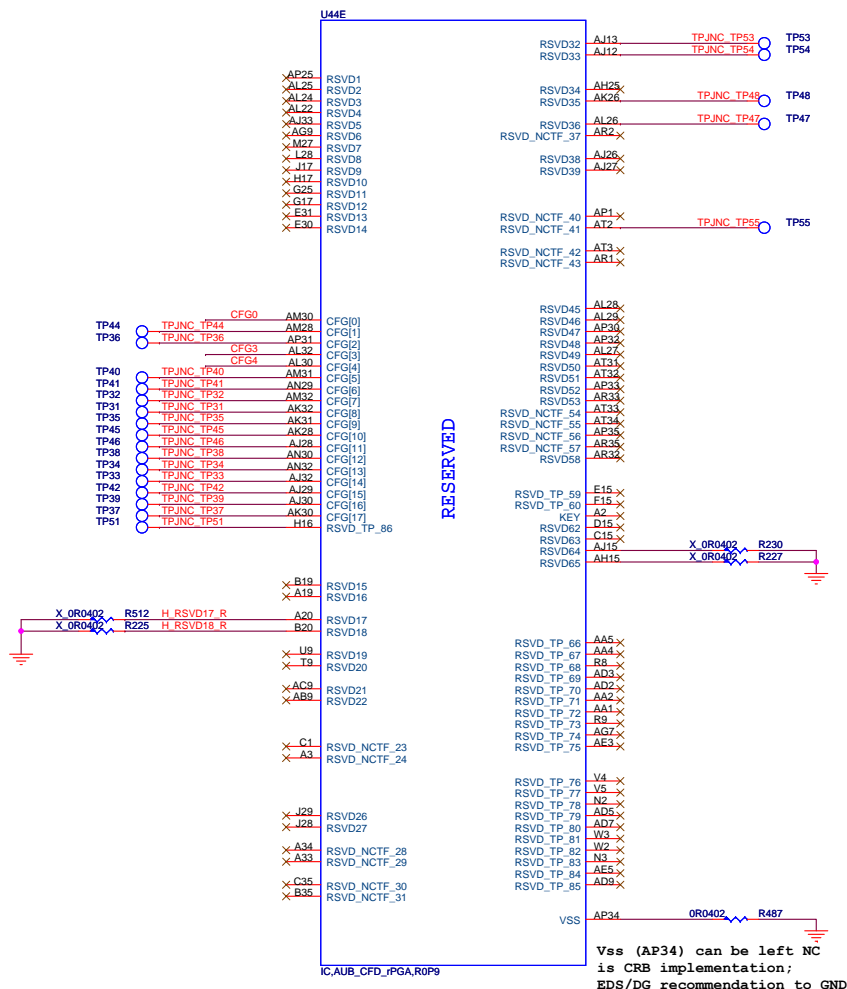 U44E
AP25 RSVD1
AL25 RSVD2
AL24 RSVD3
AL22 RSVD4
AJ33 RSVD5
AG9 RSVD6
M27 RSVD7
L28 RSVD8
J17 RSVD9
H17 RSVD10
G25 RSVD11
G17 RSVD12
E31 RSVD13
E30 RSVD14
CFG0 AM30 CFG[0]
TP44 TPJNC_TP44 AM28 CFG[1]
TP36 TPJNC_TP36 AP31 CFG[2]
CFG3 AL32 CFG[3]
CFG4 AL30 CFG[4]
TP40 TPJNC_TP40 AM31 CFG[5]
TP41 TPJNC_TP41 AN29 CFG[6]
TP32 TPJNC_TP32 AM32 CFG[7]
TP31 TPJNC_TP31 AK32 CFG[8]
TP35 TPJNC_TP35 AK31 CFG[9]
TP45 TPJNC_TP45 AK28 CFG[10]
TP46 TPJNC_TP46 AJ28 CFG[11]
TP38 TPJNC_TP38 AN30 CFG[12]
TP34 TPJNC_TP34 AN32 CFG[13]
TP33 TPJNC_TP33 AJ32 CFG[14]
TP42 TPJNC_TP42 AJ29 CFG[15]
TP39 TPJNC_TP39 AJ30 CFG[16]
TP37 TPJNC_TP37 AK30 CFG[17]
TP51 TPJNC_TP51 H16 RSVD_TP_86
B19 RSVD15
A19 RSVD16
X_0R0402 R512 H_RSVD17_R A20 RSVD17
X_0R0402 R225 H_RSVD18_R B20 RSVD18
U9 RSVD19
T9 RSVD20
AC9 RSVD21
AB9 RSVD22
C1 RSVD_NCTF_23
A3 RSVD_NCTF_24
J29 RSVD26
J28 RSVD27
A34 RSVD_NCTF_28
A33 RSVD_NCTF_29
C35 RSVD_NCTF_30
B35 RSVD_NCTF_31
RESERVED
RSVD32 AJ13 TPJNC_TP53 TP53
RSVD33 AJ12 TPJNC_TP54 TP54
RSVD34 AH25
RSVD35 AK26 TPJNC_TP48 TP48
RSVD36 AL26 TPJNC_TP47 TP47
RSVD_NCTF_37 AR2
RSVD38 AJ26
RSVD39 AJ27
RSVD_NCTF_40 AP1
RSVD_NCTF_41 AT2 TPJNC_TP55 TP55
RSVD_NCTF_42 AT3
RSVD_NCTF_43 AR1
RSVD45 AL28
RSVD46 AL29
RSVD47 AP30
RSVD48 AP32
RSVD49 AL27
RSVD50 AT31
RSVD51 AT32
RSVD52 AP33
RSVD53 AR33
RSVD_NCTF_54 AT33
RSVD_NCTF_55 AT34
RSVD_NCTF_56 AP35
RSVD_NCTF_57 AR35
RSVD58 AR32
RSVD_TP_59 E15
RSVD_TP_60 F15
KEY A2
RSVD62 D15
RSVD63 C15
RSVD64 AJ15 X_0R0402 R230
RSVD65 AH15 X_0R0402 R227
RSVD_TP_66 AA5
RSVD_TP_67 AA4
RSVD_TP_68 R8
RSVD_TP_69 AD3
RSVD_TP_70 AD2
RSVD_TP_71 AA2
RSVD_TP_72 AA1
RSVD_TP_73 R9
RSVD_TP_74 AG7
RSVD_TP_75 AE3
RSVD_TP_76 V4
RSVD_TP_77 V5
RSVD_TP_78 N2
RSVD_TP_79 AD5
RSVD_TP_80 AD7
RSVD_TP_81 W3
RSVD_TP_82 W2
RSVD_TP_83 N3
RSVD_TP_84 AE5
RSVD_TP_85 AD9
VSS AP34 0R0402 R487
IC,AUB_CFD_rPGA,R0P9
Vss (AP34) can be left NC
is CRB implementation;
EDS/DG recommendation to GND